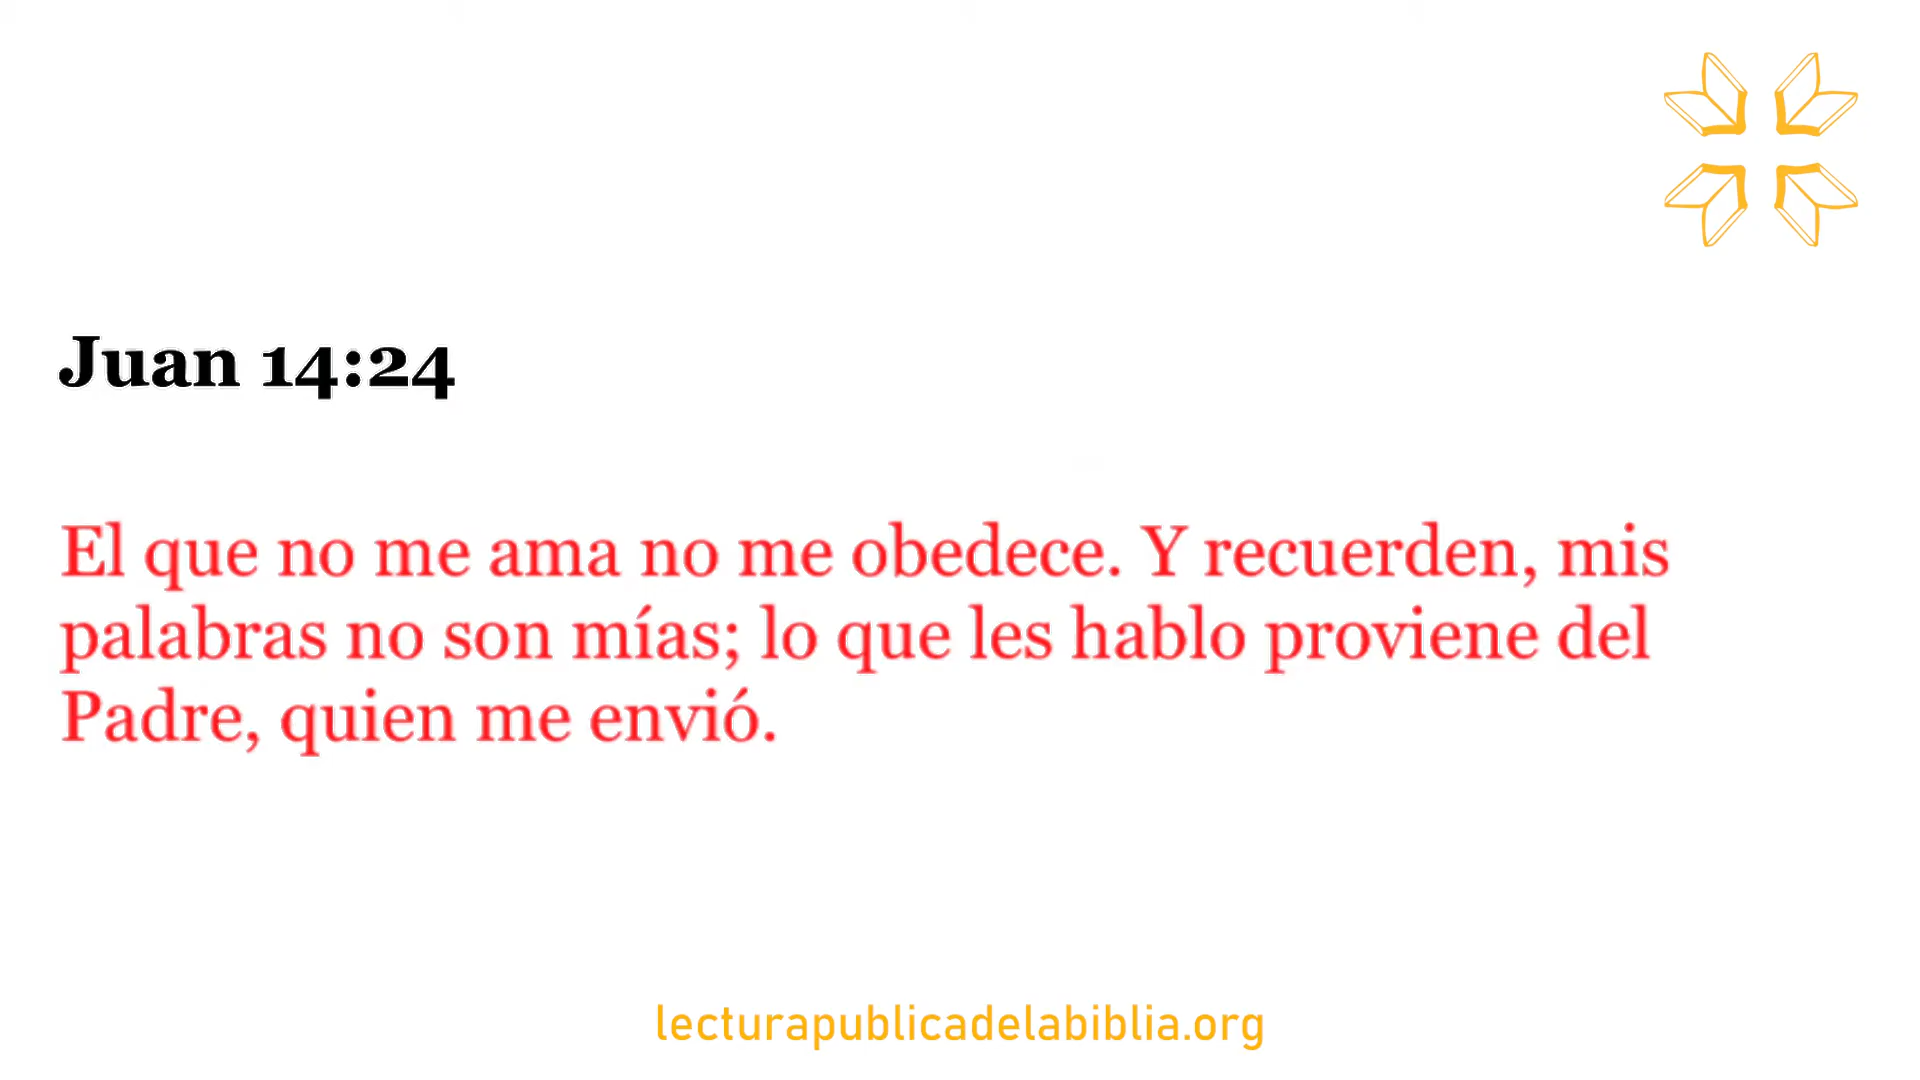 Juan 14:24
El que no me ama no me obedece. Y recuerden, mis
palabras no son mías; lo que les hablo proviene del
Padre, quien me envió.
lecturapublicadelabiblia.org